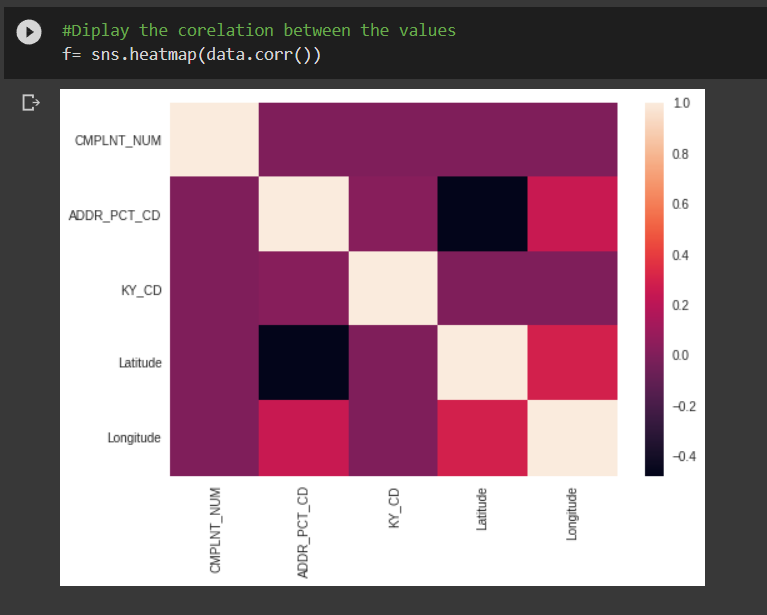 #Diplay the corelation between the values
f= sns.heatmap(data.corr())
CMPLNT_NUM
ADDR_PCT_CD
KY_CD
Latitude
Longitude
CMPLNT_NUM
ADDR_PCT_CD
KY_CD
Latitude
Longitude
1.0
0.8
0.6
0.4
0.2
0.0
−0.2
−0.4